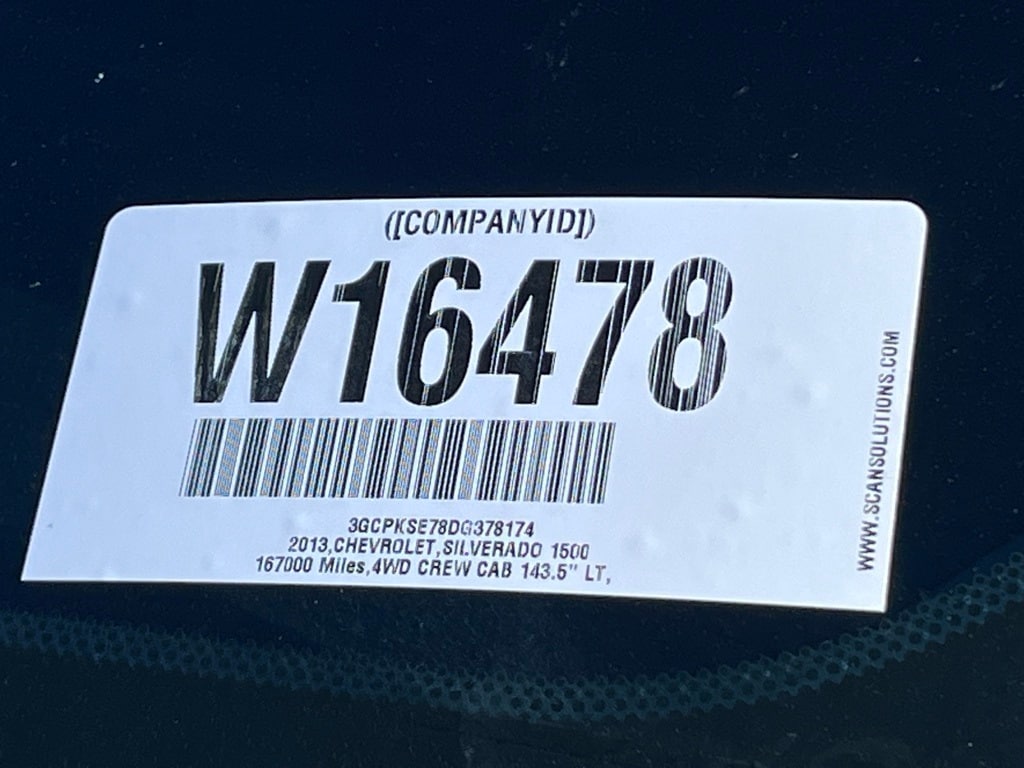 ([COMPANYID])
W16478
3GCPKSE78DG378174
2013,CHEVROLET,SILVERADO 1500
167000 Miles,4WD CREW CAB 143.5" LT,
WWW.SCANSOLUTIONS.COM